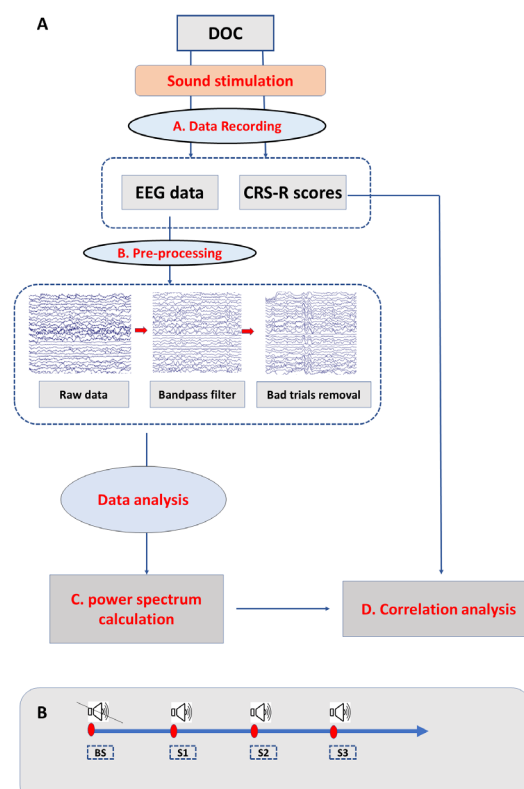 A
DOC
Sound stimulation
A. Data Recording
EEG data
CRS-R scores
B. Pre-processing
Raw data
Bandpass filter
Bad trials removal
Data analysis
C. power spectrum
calculation
D. Correlation analysis
B
BS
S1
S2
S3